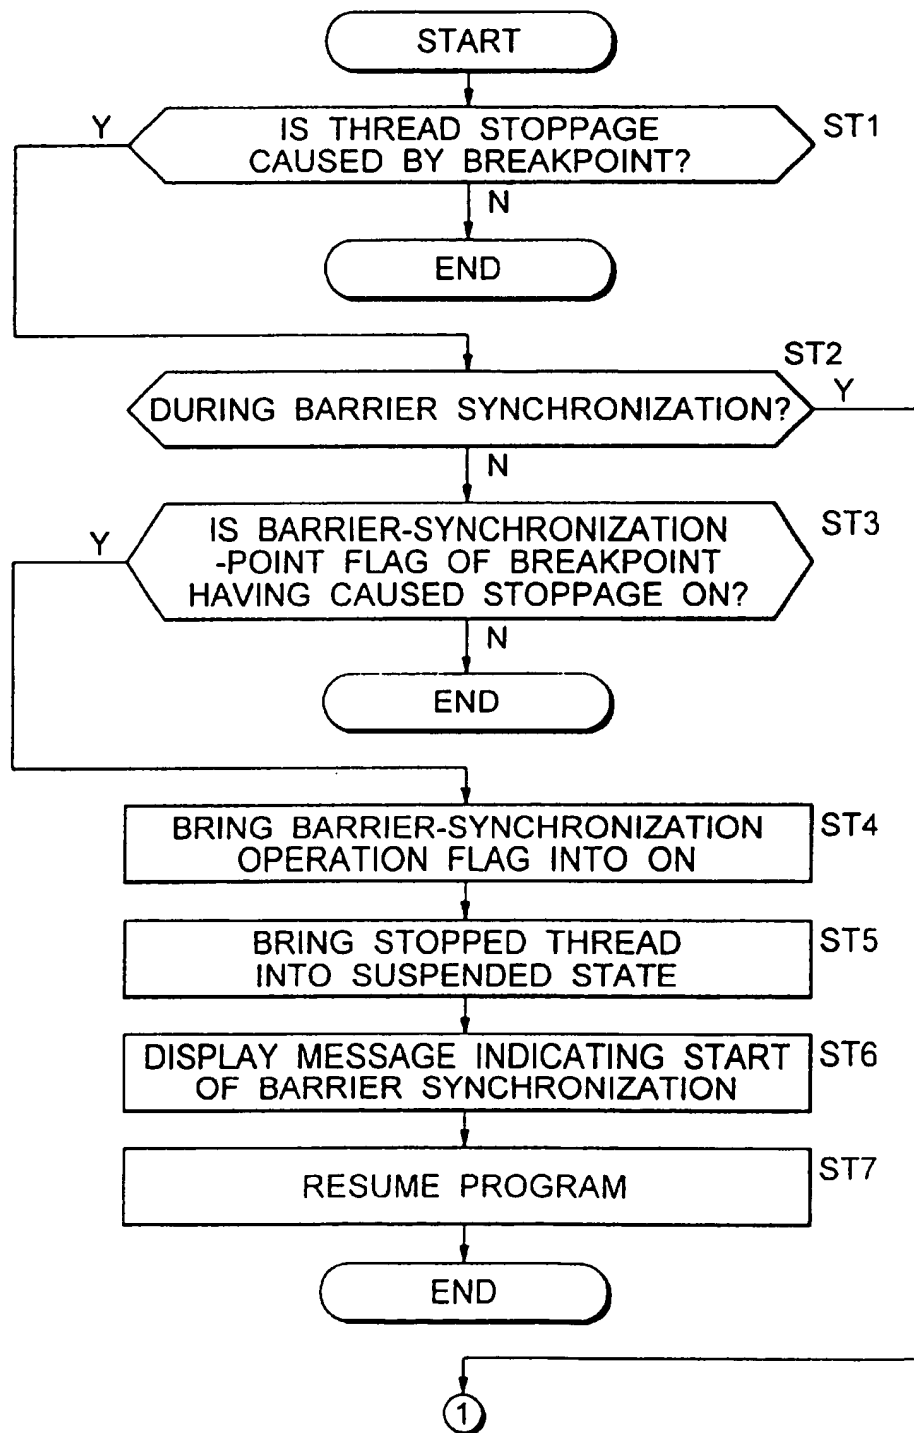 START
Y
IS THREAD STOPPAGE
CAUSED BY BREAKPOINT?
ST1
N
END
ST2
DURING BARRIER SYNCHRONIZATION?
Y
N
Y
IS BARRIER-SYNCHRONIZATION
-POINT FLAG OF BREAKPOINT
HAVING CAUSED STOPPAGE ON?
ST3
N
END
BRING BARRIER-SYNCHRONIZATION
OPERATION FLAG INTO ON
ST4
BRING STOPPED THREAD
INTO SUSPENDED STATE
ST5
DISPLAY MESSAGE INDICATING START
OF BARRIER SYNCHRONIZATION
ST6
RESUME PROGRAM
ST7
END
1